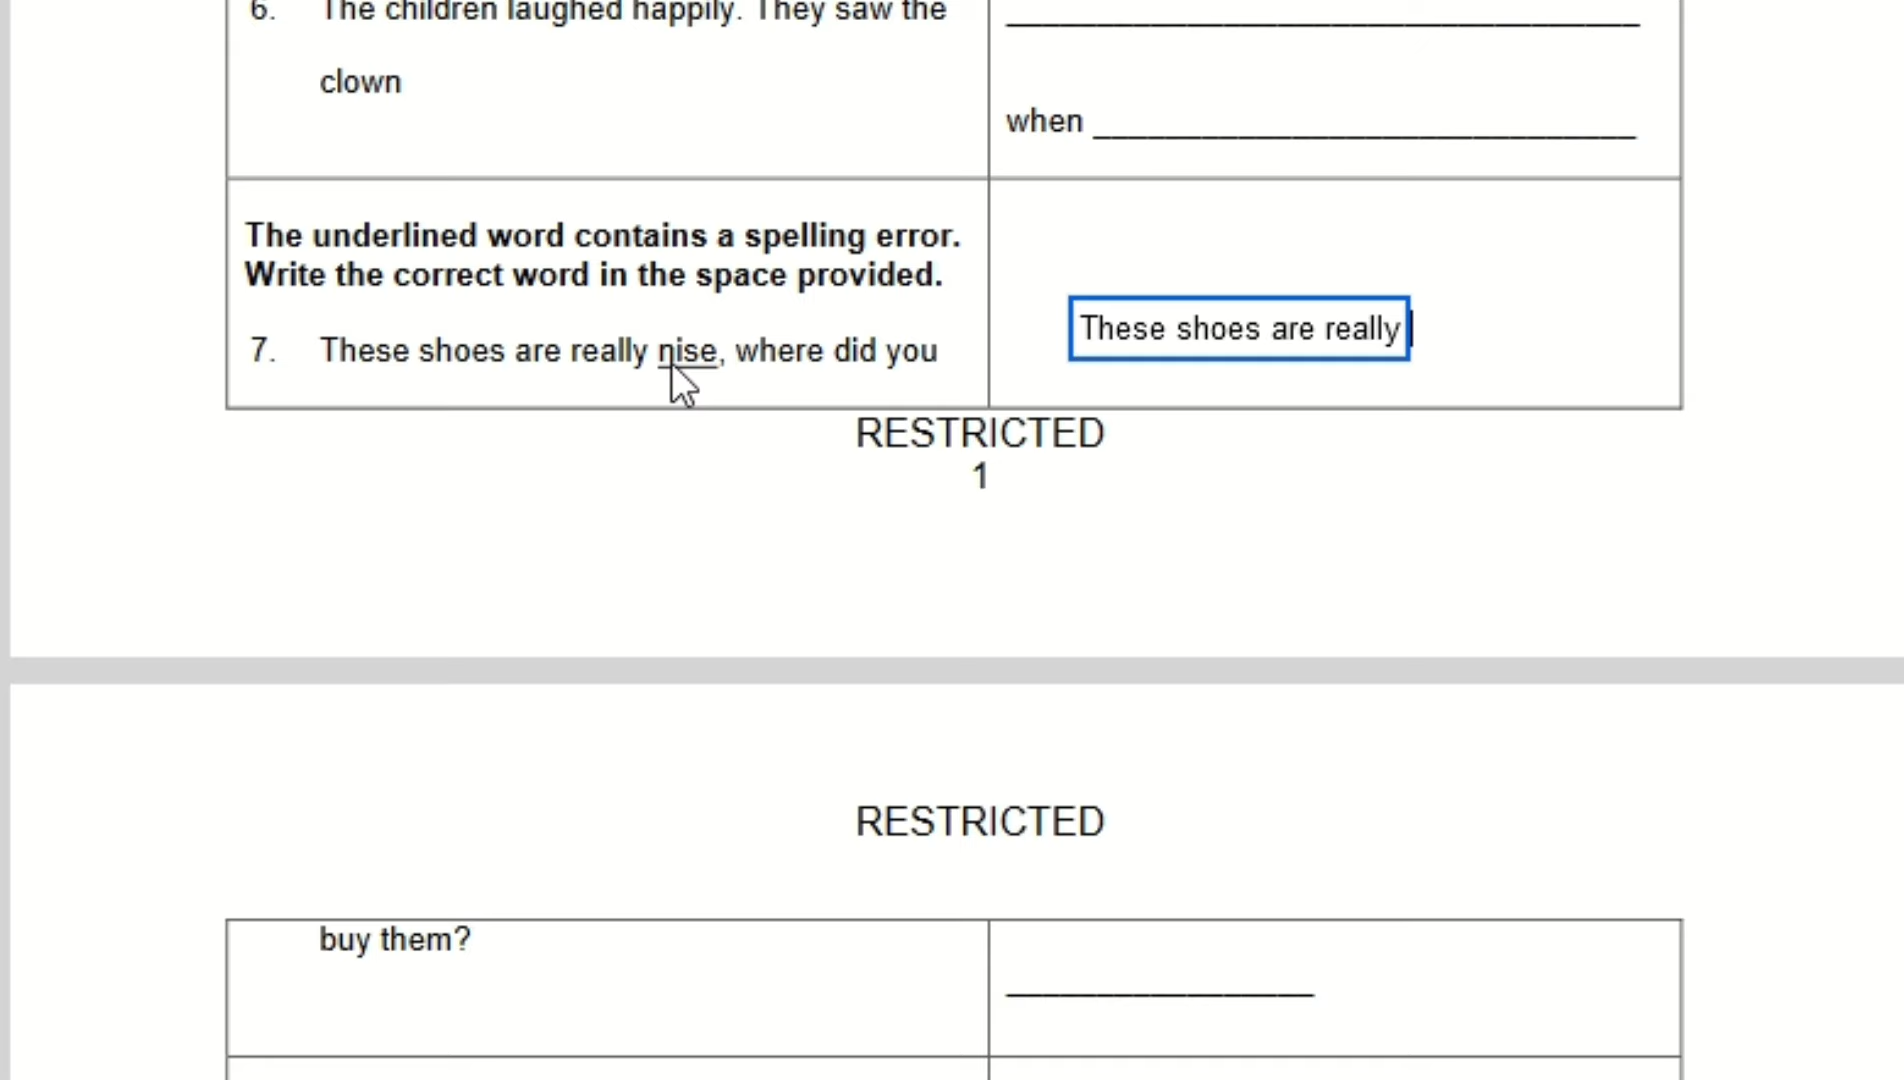 6. The children laughed happily. They saw the
clown
when
The underlined word contains a spelling error.
Write the correct word in the space provided.
7. These shoes are really nise, where did you
These shoes are really
RESTRICTED
1
RESTRICTED
buy them?